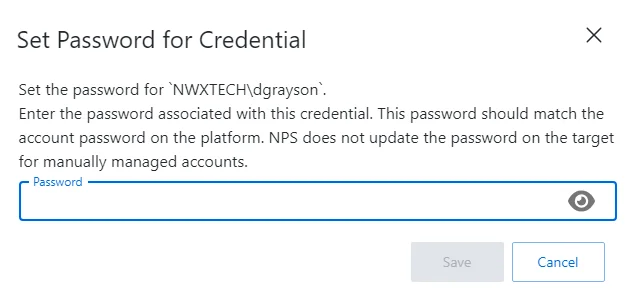 Set Password for Credential
Set the password for `NWXTECH\dgrayson`.
Enter the password associated with this credential. This password should match the
account password on the platform. NPS does not update the password on the target
for manually managed accounts.
Password
Save
Cancel